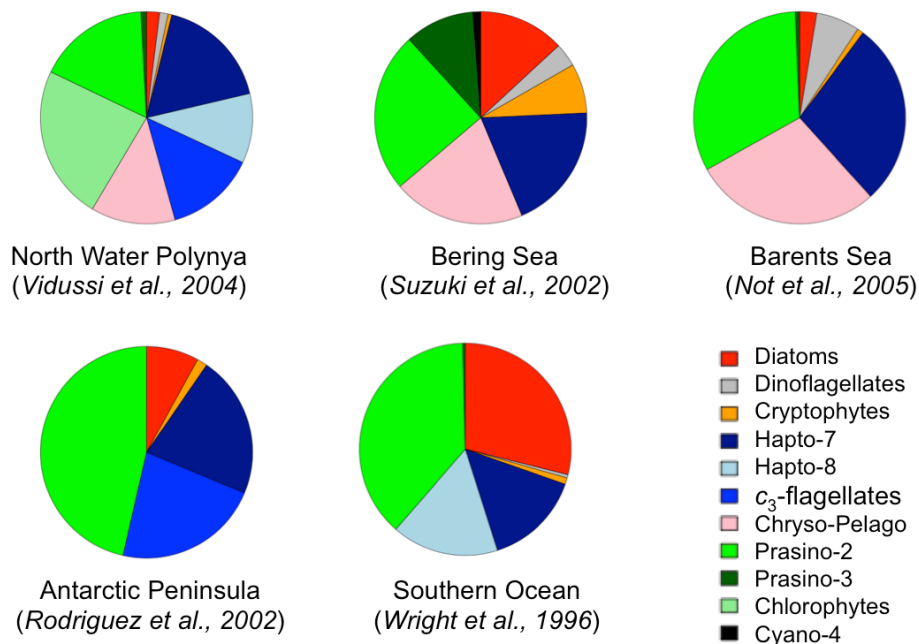 North Water Polynya
(Vidussi et al., 2004)
Bering Sea
(Suzuki et al., 2002)
Barents Sea
(Not et al., 2005)
Antarctic Peninsula
(Rodriguez et al., 2002)
Southern Ocean
(Wright et al., 1996)
Diatoms
Dinoflagellates
Cryptophytes
Hapto-7
Hapto-8
c₃-flagellates
Chryso-Pelago
Prasino-2
Prasino-3
Chlorophytes
Cyano-4